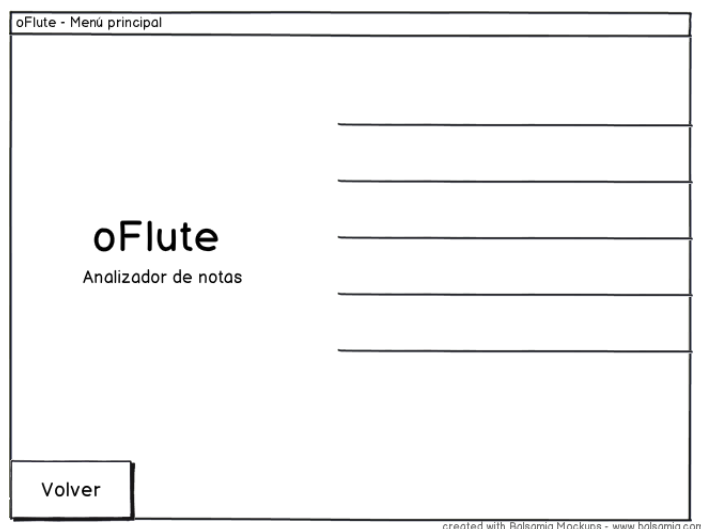 oFlute - Menú principal
oFlute
Analizador de notas
Volver
created with Balsamiq Mockups - www.balsamiq.com